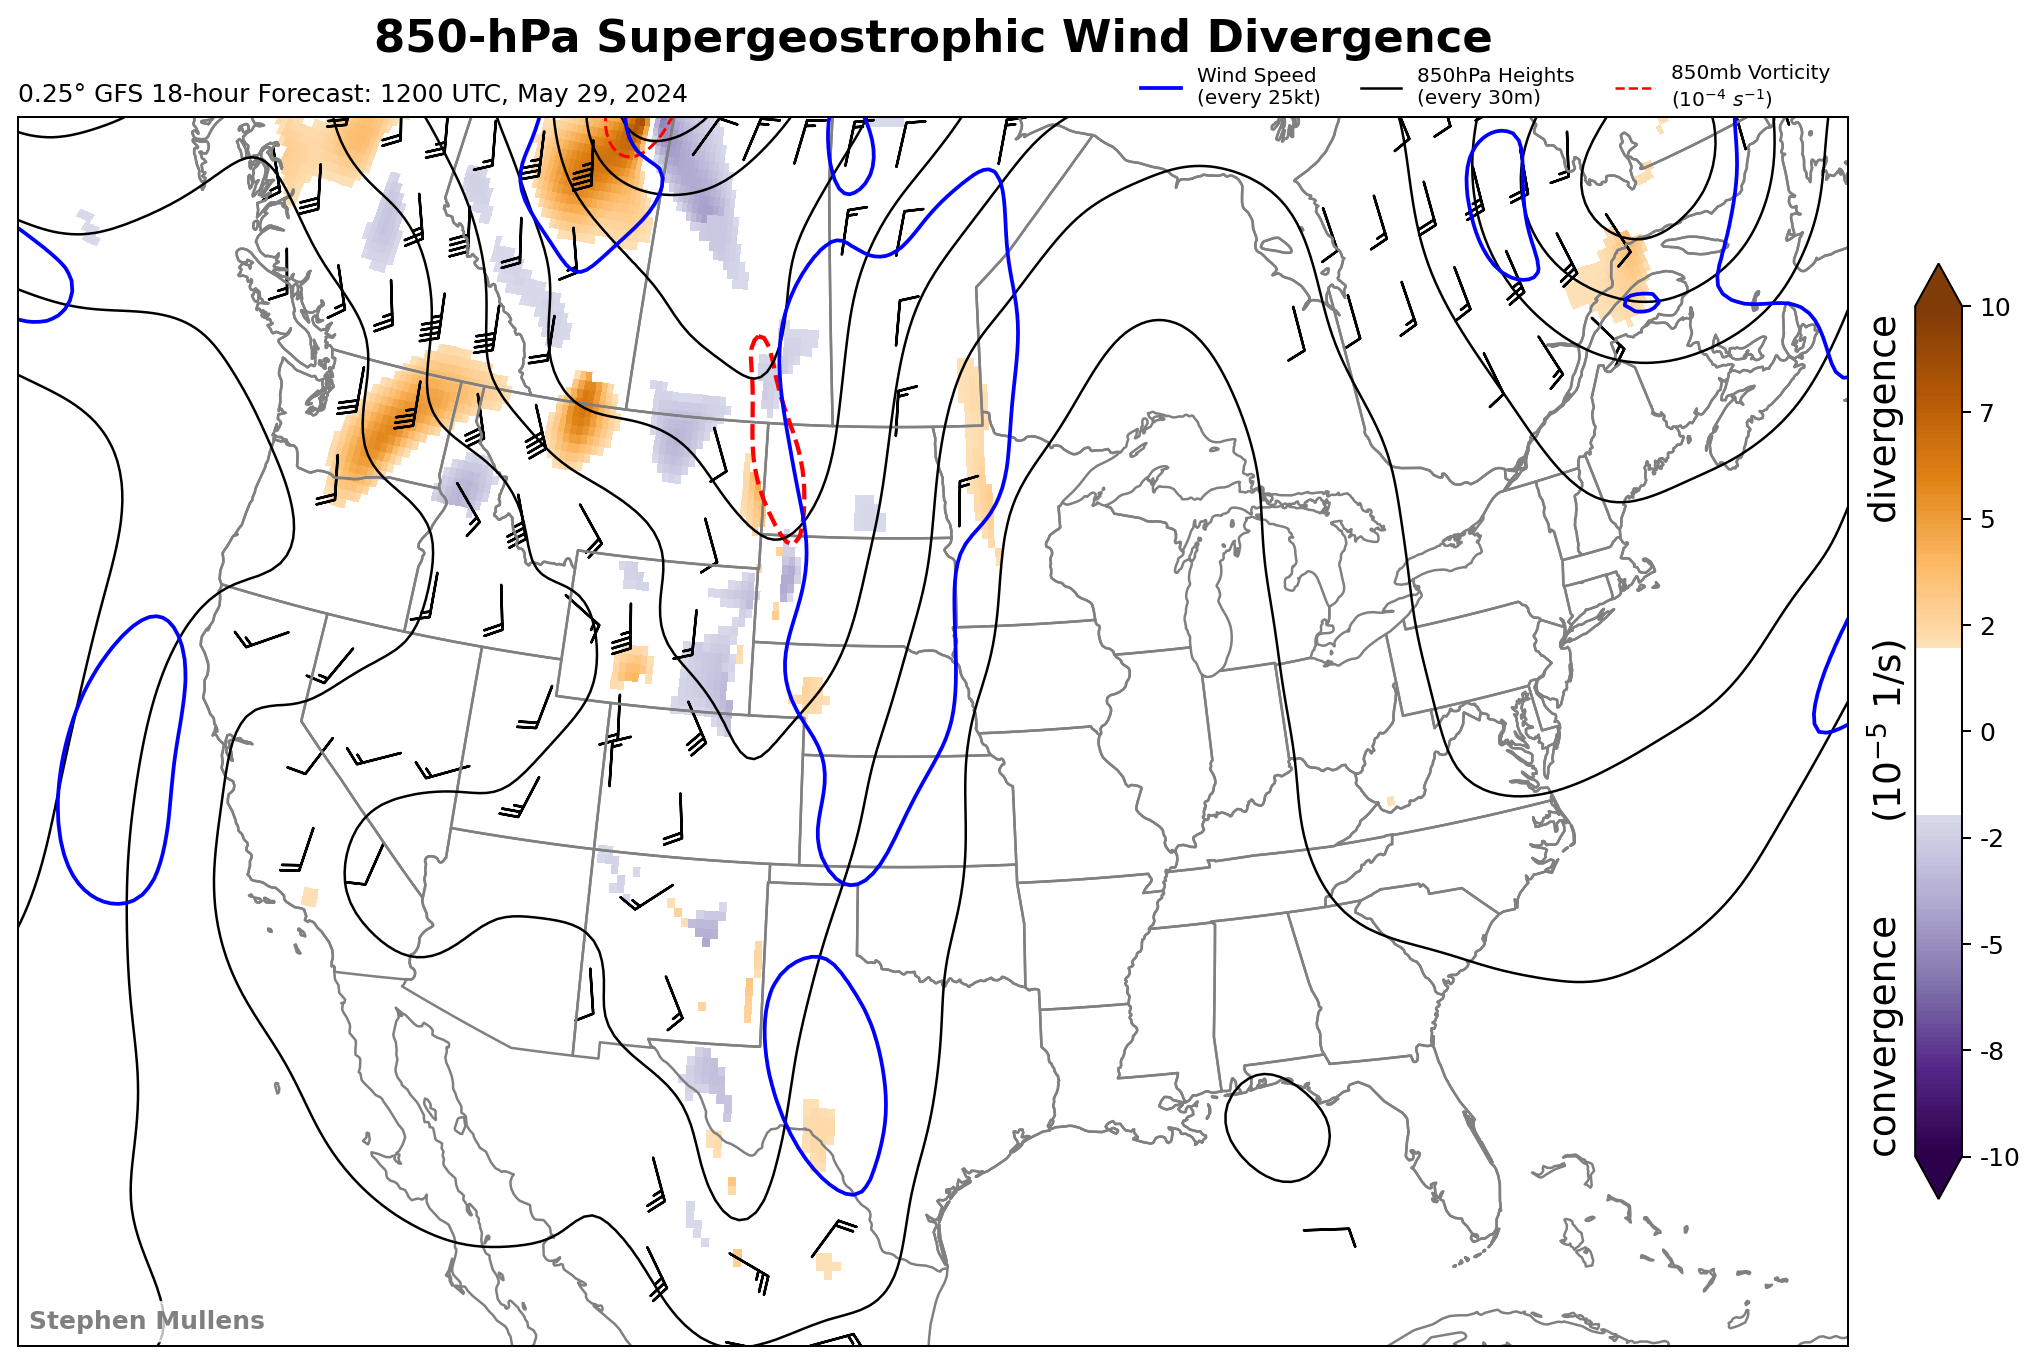 850-hPa Supergeostrophic Wind Divergence
0.25° GFS 18-hour Forecast: 1200 UTC, May 29, 2024
Wind Speed
(every 25kt)
850hPa Heights
(every 30m)
850mb Vorticity
(10⁻⁴ s⁻¹)
10
7
5
2
0
-2
-5
-8
-10
divergence
(10⁻⁵ 1/s)
convergence
Stephen Mullens